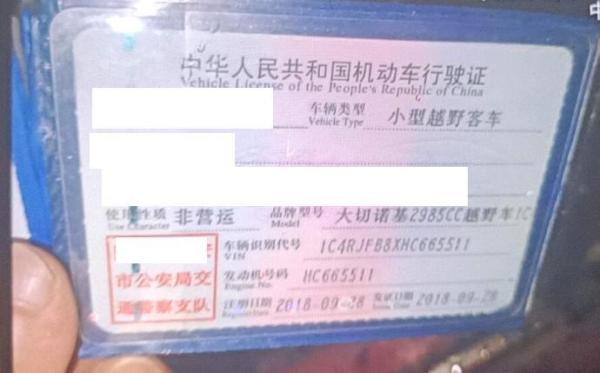 中华人民共和国机动车行驶证
Vehicle License of the People's Republic of China
车辆类型 小型越野客车
Vehicle Type
使用性质 非营运 品牌型号 大切诺基2985CC越野车1C
Use Character Model
车辆识别代号 1C4RJFB8XHC665511
VIN
发动机号码 HC665511
Engine No.
市公安局交
通警察支队
注册日期 2018-09-28 发证日期 2018-09-28
Register Date Issue Date